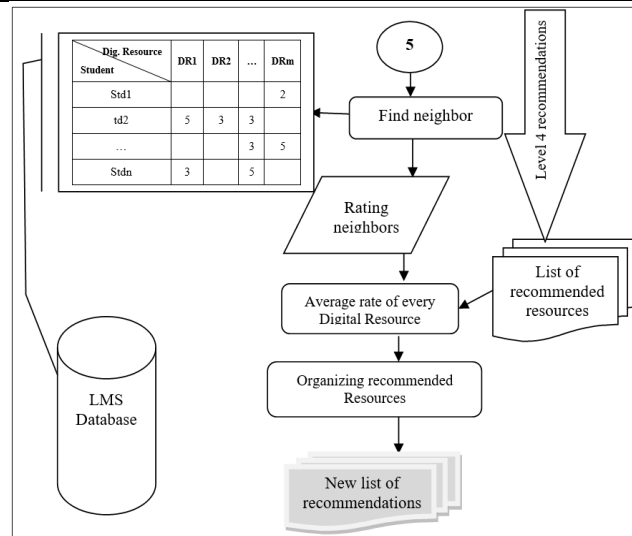 Dig. Resource
Student
DR1 DR2 ... DRm
Std1 2
td2 5 3 3
... 3 5
Stdn 3 5
5
Find neighbor
Level 4 recommendations
Rating
neighbors
List of
recommended
resources
Average rate of every
Digital Resource
Organizing recommended
Resources
LMS
Database
New list of
recommendations